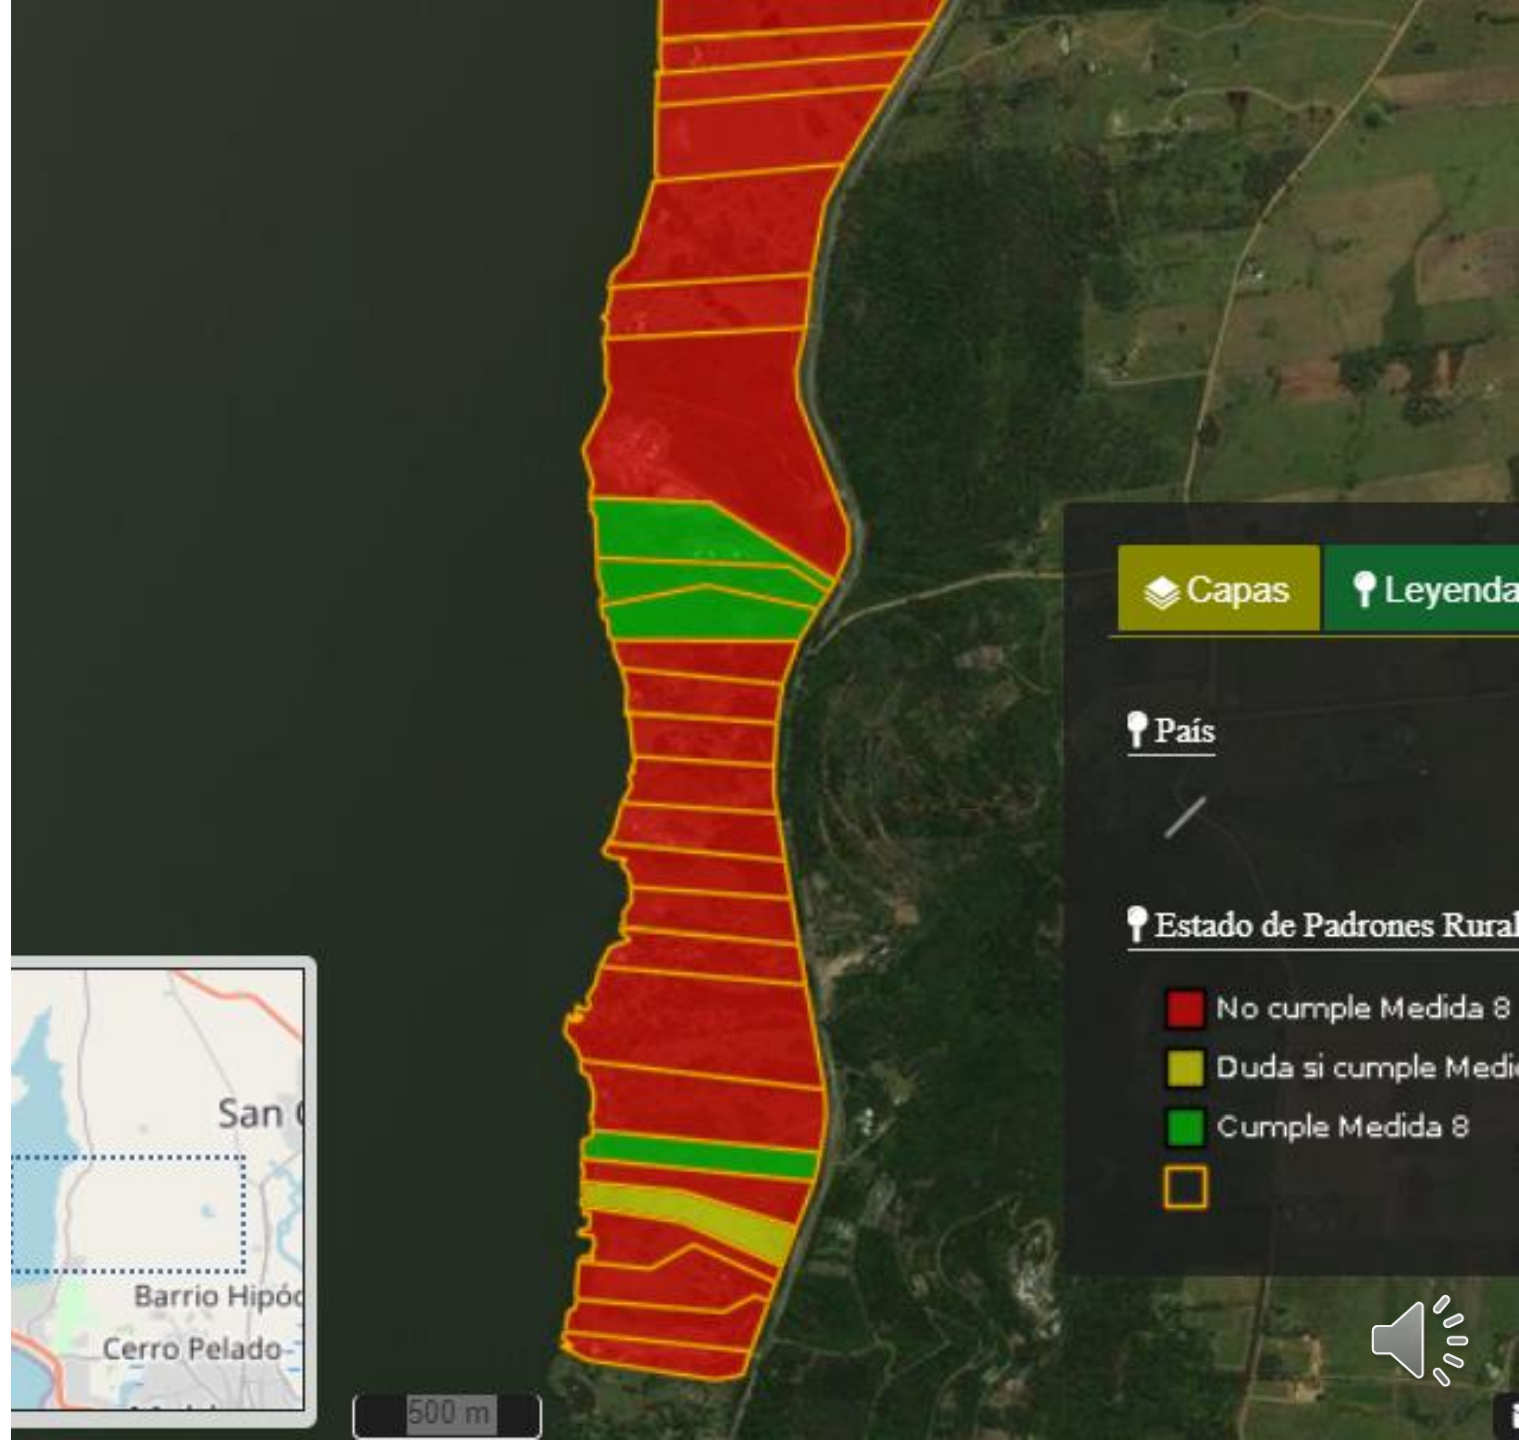 Capas
Leyenda
País
Estado de Padrones Rural
No cumple Medida 8
Duda si cumple Medi
Cumple Medida 8
San
Barrio Hipód
Cerro Pelado
500 m